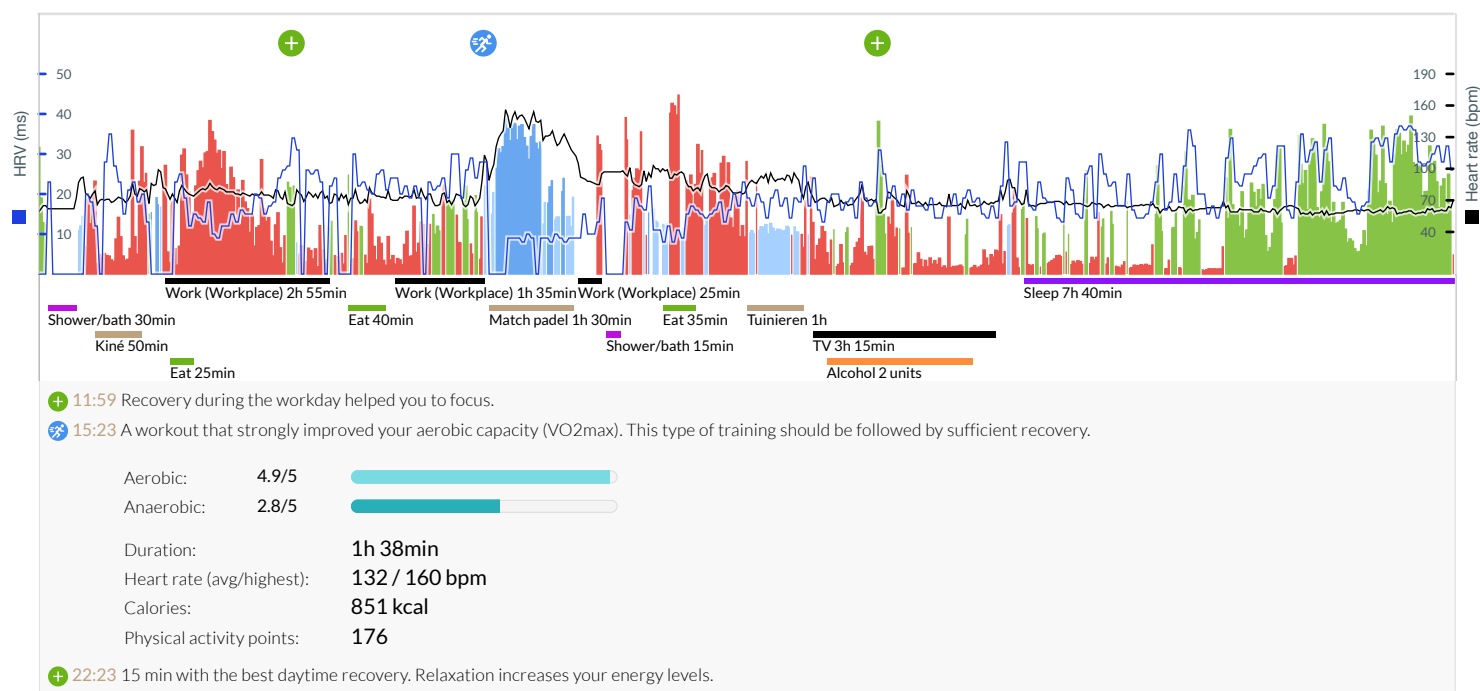 50
190
40
160
30
130
20
100
70
10
40
HRV (ms)
Heart rate (bpm)
Work (Workplace) 2h 55min
Work (Workplace) 1h 35min
Work (Workplace) 25min
Sleep 7h 40min
Shower/bath 30min
Eat 40min
Match padel 1h 30min
Eat 35min
Tuinieren 1h
Kiné 50min
Shower/bath 15min
TV 3h 15min
Eat 25min
Alcohol 2 units
11:59 Recovery during the workday helped you to focus.
15:23 A workout that strongly improved your aerobic capacity (VO2max). This type of training should be followed by sufficient recovery.
Aerobic: 4.9/5
Anaerobic: 2.8/5
Duration: 1h 38min
Heart rate (avg/highest): 132 / 160 bpm
Calories: 851 kcal
Physical activity points: 176
22:23 15 min with the best daytime recovery. Relaxation increases your energy levels.